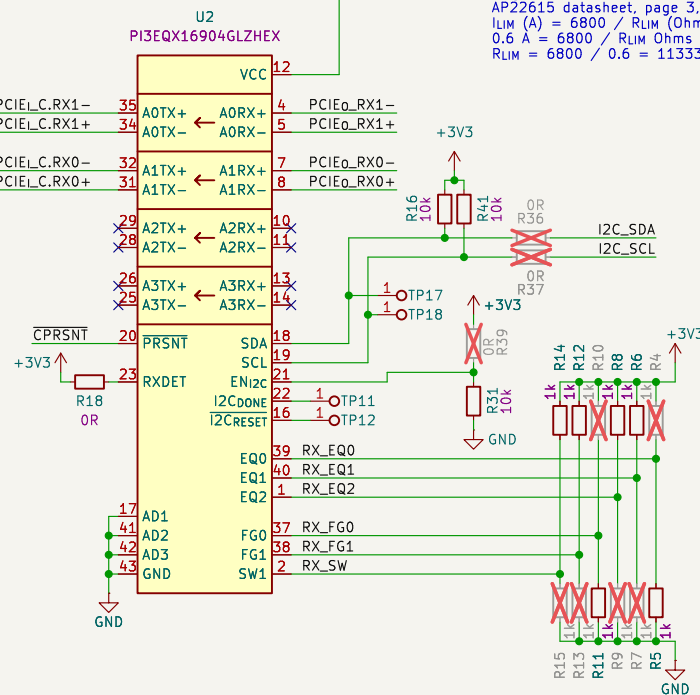 AP22615 datasheet, page 3,
ILIM (A) = 6800 / RLIM (Ohm
0.6 A = 6800 / RLIM Ohms
RLIM = 6800 / 0.6 = 11333
U2
PI3EQX16904GLZHEX
VCC 12
PCIE1_C.RX1- 35 A0TX+ A0RX+ 4 PCIE0_RX1-
PCIE1_C.RX1+ 34 A0TX- A0RX- 5 PCIE0_RX1+
PCIE1_C.RX0- 32 A1TX+ A1RX+ 7 PCIE0_RX0-
PCIE1_C.RX0+ 31 A1TX- A1RX- 8 PCIE0_RX0+
29 A2TX+ A2RX+ 10
28 A2TX- A2RX- 11
26 A3TX+ A3RX+ 13
25 A3TX- A3RX- 14
CPRSNT 20 PRSNT SDA 18
SCL 19
+3V3 23 RXDET ENI2C 21
R18
0R
I2CDONE 22 1 TP11
I2CRESET 16 1 TP12
EQ0 39 RX_EQ0
EQ1 40 RX_EQ1
EQ2 1 RX_EQ2
17 AD1
41 AD2 FG0 37 RX_FG0
42 AD3 FG1 38 RX_FG1
43 GND SW1 2 RX_SW
GND
+3V3
R16 10k
R41 10k
0R
R36
I2C_SDA
I2C_SCL
0R
R37
1 TP17
1 TP18
+3V3
0R R39
R31 10k
GND
+3V3
R14 R12 R10 R8 R6 R4
1k 1k 1k 1k 1k 1k
1k 1k 1k 1k 1k 1k
R15 R13 R11 R9 R7 R5
GND